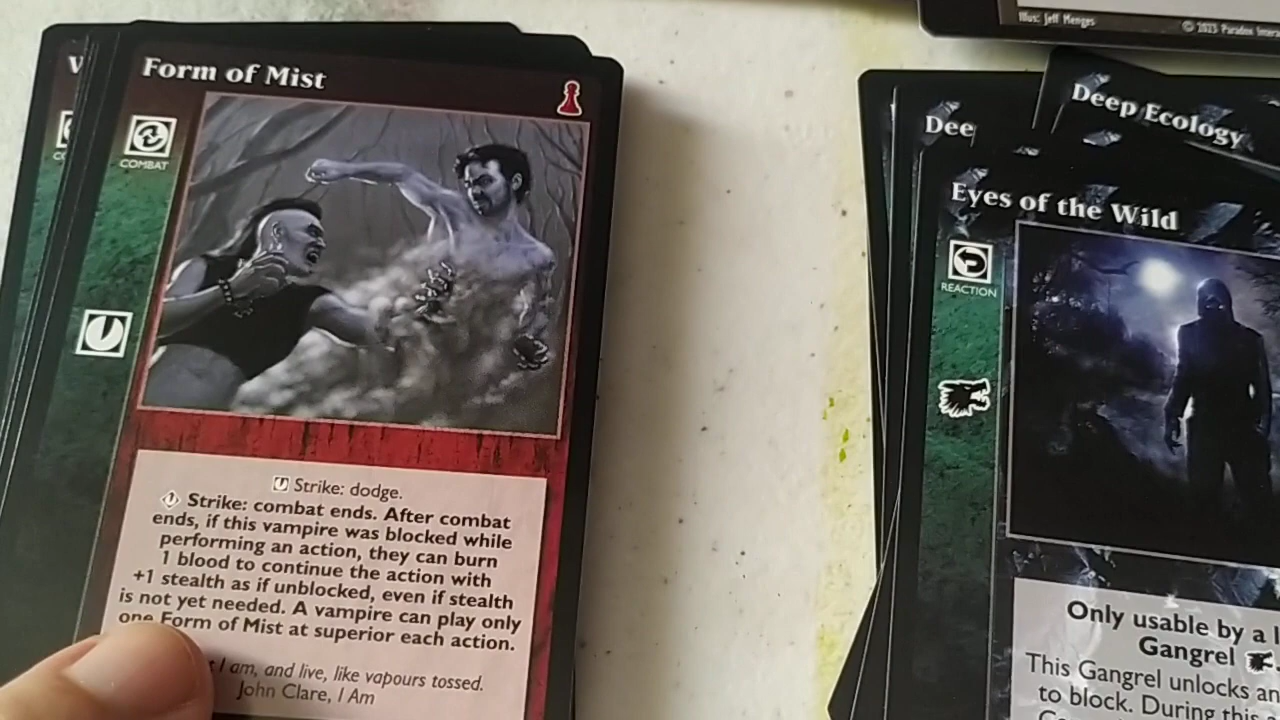 V
Form of Mist
COMBAT
Strike: dodge.
Strike: combat ends. After combat
ends, if this vampire was blocked while
performing an action, they can burn
1 blood to continue the action with
+1 stealth as if unblocked, even if stealth
is not yet needed. A vampire can play only
one Form of Mist at superior each action.
I am, and live, like vapours tossed.
John Clare, I Am
Illus: Jeff Menges
© 2023 Paradox
Dee
Deep Ecology
Eyes of the Wild
REACTION
Only usable by a
Gangrel
This Gangrel unlocks
to block. During this